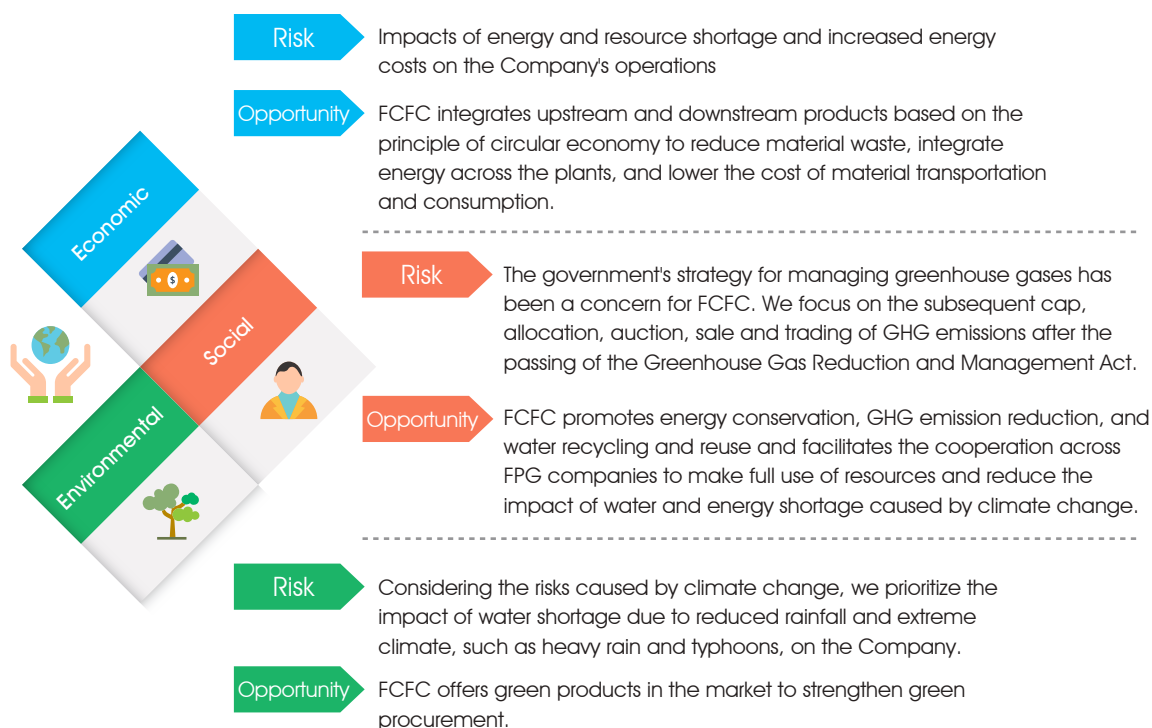 Risk
Impacts of energy and resource shortage and increased energy
costs on the Company's operations
Opportunity
FCFC integrates upstream and downstream products based on the
principle of circular economy to reduce material waste, integrate
energy across the plants, and lower the cost of material transportation
and consumption.
Economic
$
Risk
The government's strategy for managing greenhouse gases has
been a concern for FCFC. We focus on the subsequent cap,
allocation, auction, sale and trading of GHG emissions after the
passing of the Greenhouse Gas Reduction and Management Act.
Social
Opportunity
FCFC promotes energy conservation, GHG emission reduction, and
water recycling and reuse and facilitates the cooperation across
FPG companies to make full use of resources and reduce the
impact of water and energy shortage caused by climate change.
Environmental
Risk
Considering the risks caused by climate change, we prioritize the
impact of water shortage due to reduced rainfall and extreme
climate, such as heavy rain and typhoons, on the Company.
Opportunity
FCFC offers green products in the market to strengthen green
procurement.